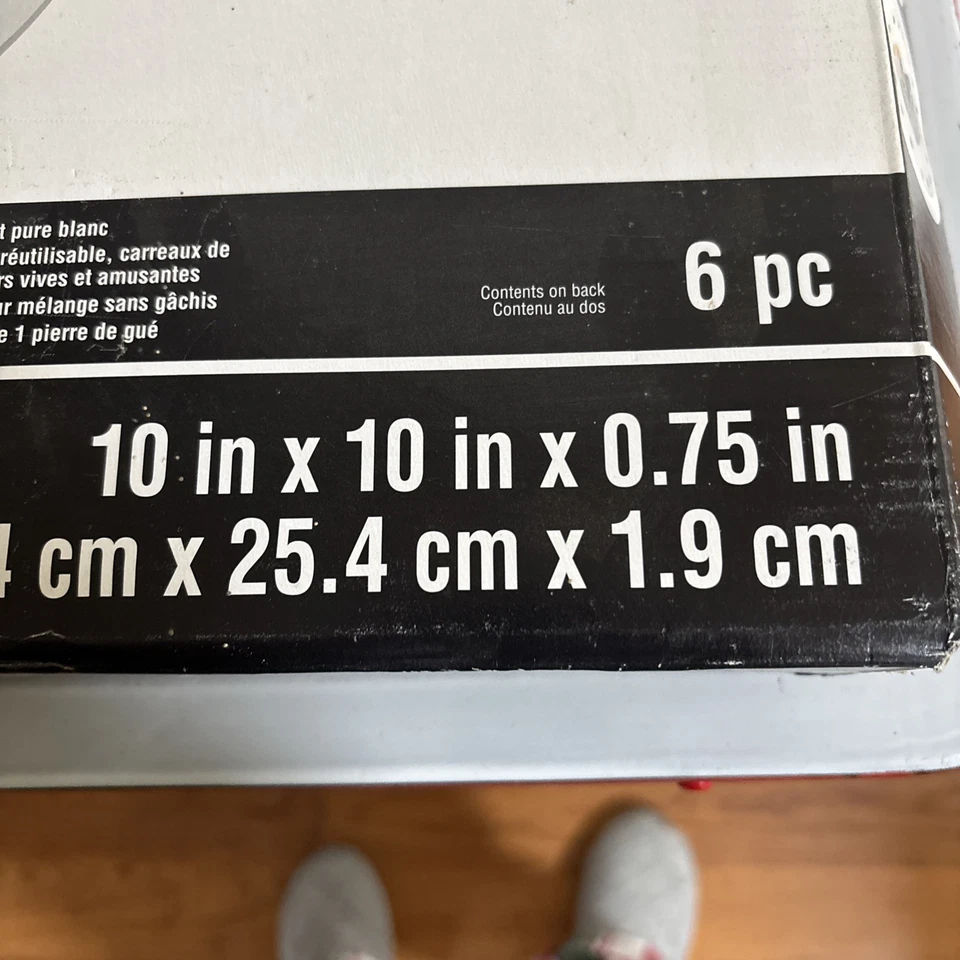 t pure blanc
réutilisable, carreaux de
rs vives et amusantes
ur mélange sans gâchis
e 1 pierre de gué
Contents on back
Contenu au dos
6 pc
10 in x 10 in x 0.75 in
4 cm x 25.4 cm x 1.9 cm